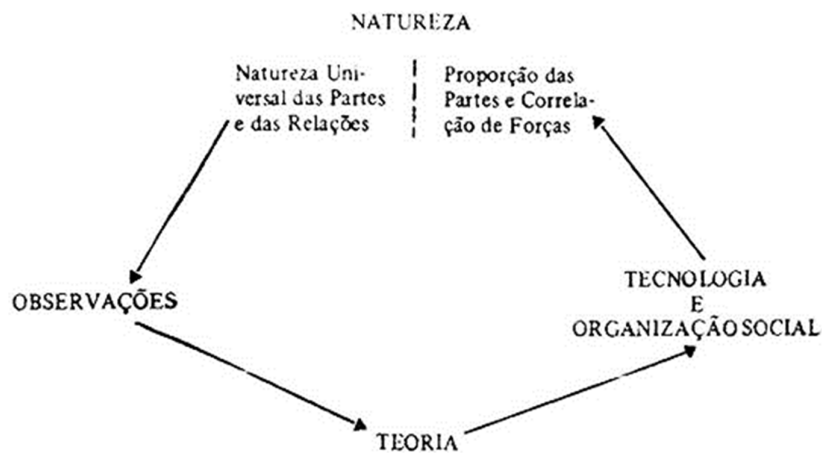 NATUREZA
Natureza Uni-
versal das Partes
e das Relações
Proporção das
Partes e Correla-
ção de Forças
OBSERVAÇÕES
TECNOLOGIA
E
ORGANIZAÇÃO SOCIAL
TEORIA